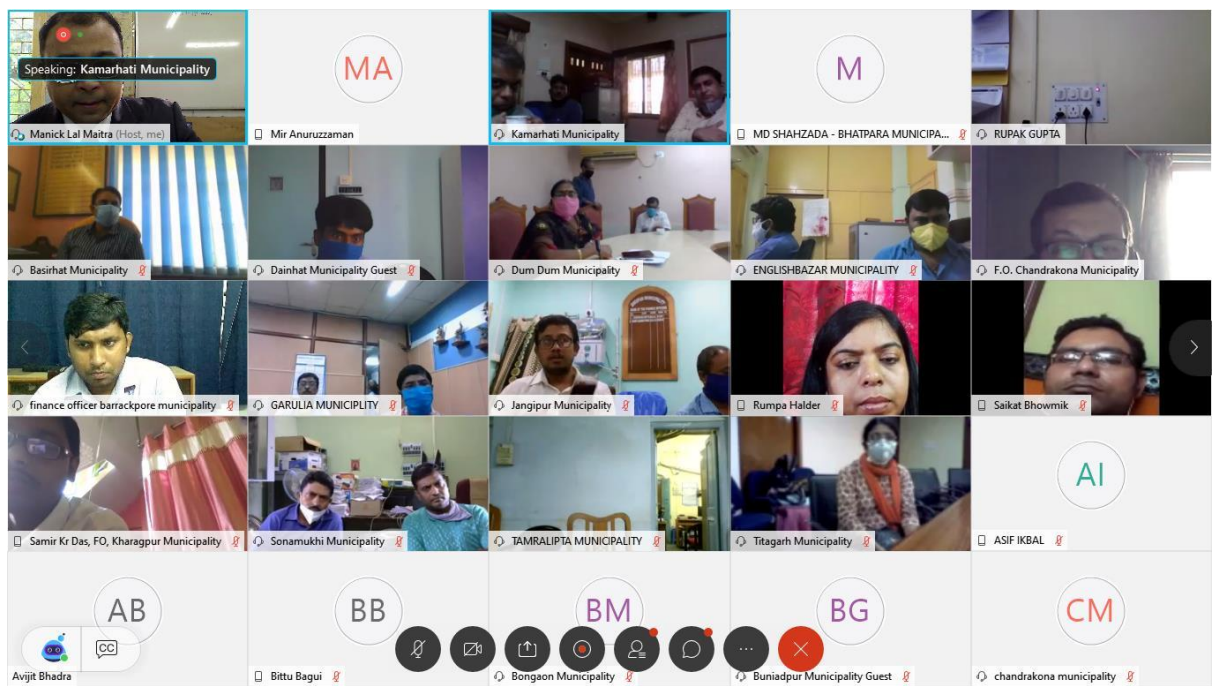 Speaking: Kamarhati Municipality
Manick Lal Maitra (Host, me)
MA
Mir Anuruzzaman
Kamarhati Municipality
M
MD SHAHZADA - BHATPARA MUNICIPA...
RUPAK GUPTA
Basirhat Municipality
Dainhat Municipality Guest
Dum Dum Municipality
ENGLISHBAZAR MUNICIPALITY
F.O. Chandrakona Municipality
finance officer barrackpore municipality
GARULIA MUNICIPLITY
Jangipur Municipality
Rumpa Halder
Saikat Bhowmik
Samir Kr Das, FO, Kharagpur Municipality
Sonamukhi Municipality
TAMRALIPTA MUNICIPALITY
Titagarh Municipality
AI
ASIF IKBAL
AB
CC
Avijit Bhadra
BB
Bittu Bagui
BM
Bongaon Municipality
BG
Buniadpur Municipality Guest
CM
chandrakona municipality